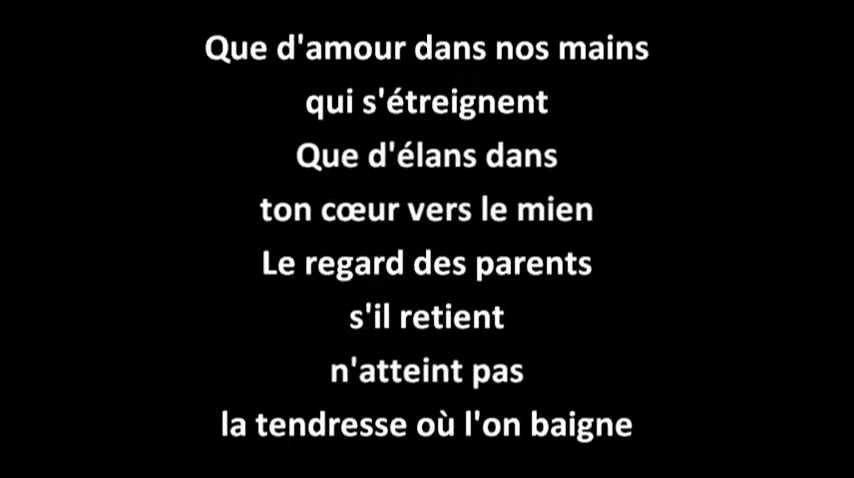 Que d'amour dans nos mains
qui s'étreignent
Que d'élans dans
ton cœur vers le mien
Le regard des parents
s'il retient
n'atteint pas
la tendresse où l'on baigne